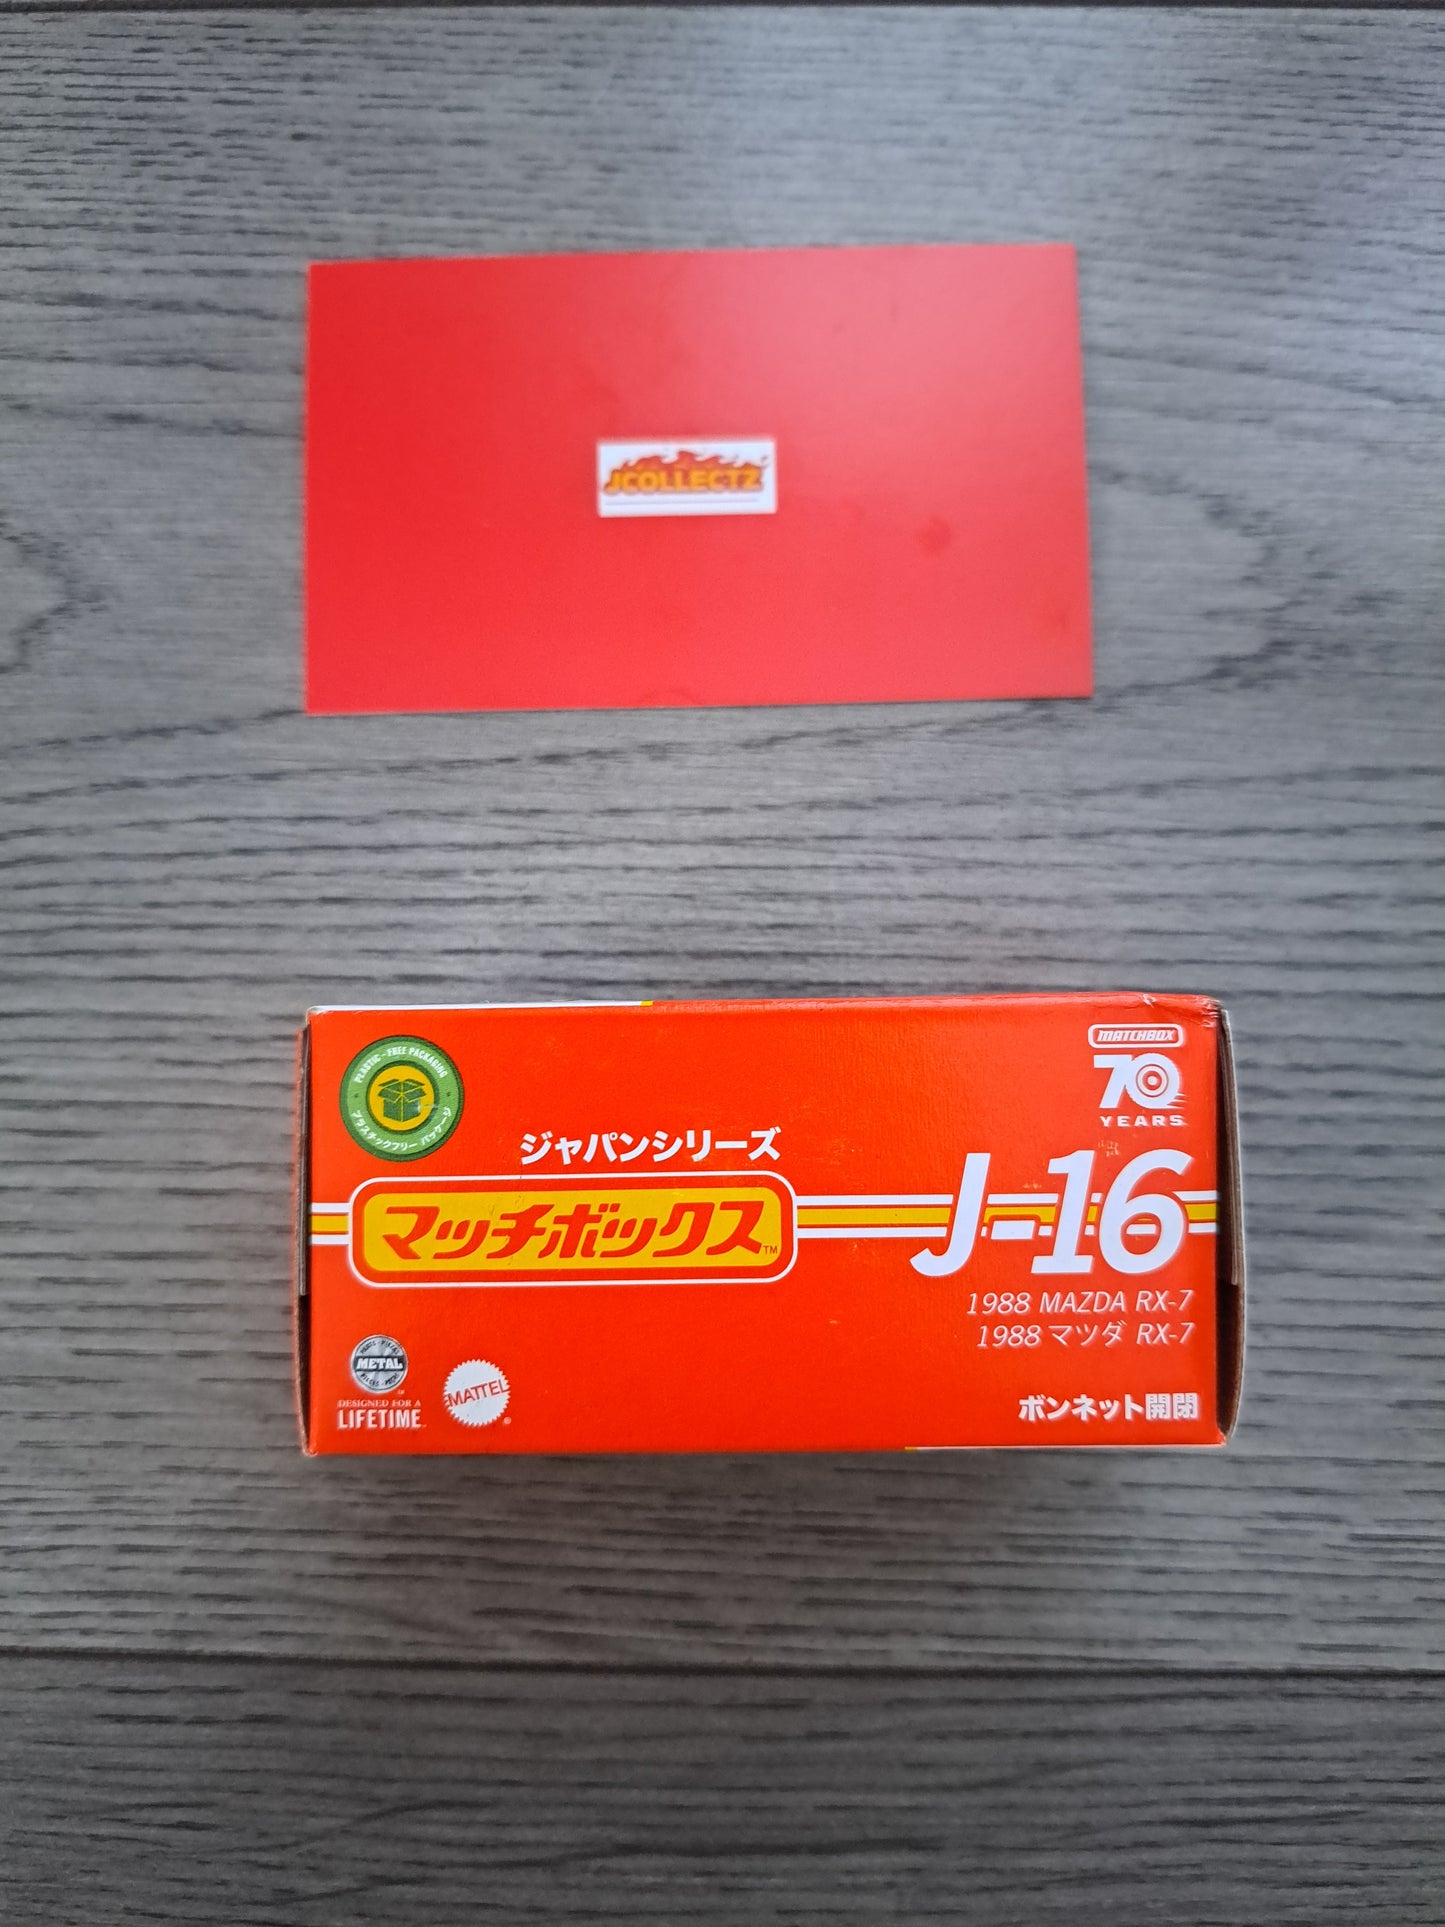 JCOLLECTZ
PLASTIC-FREE PACKAGING
プラスチックフリー パッケージ
MATCHBOX
70
YEARS
ジャパンシリーズ
マッチボックス™
J-16
1988 MAZDA RX-7
1988 マツダ RX-7
METAL
DESIGNED FOR A
LIFETIME™
MATTEL®
ボンネット開閉